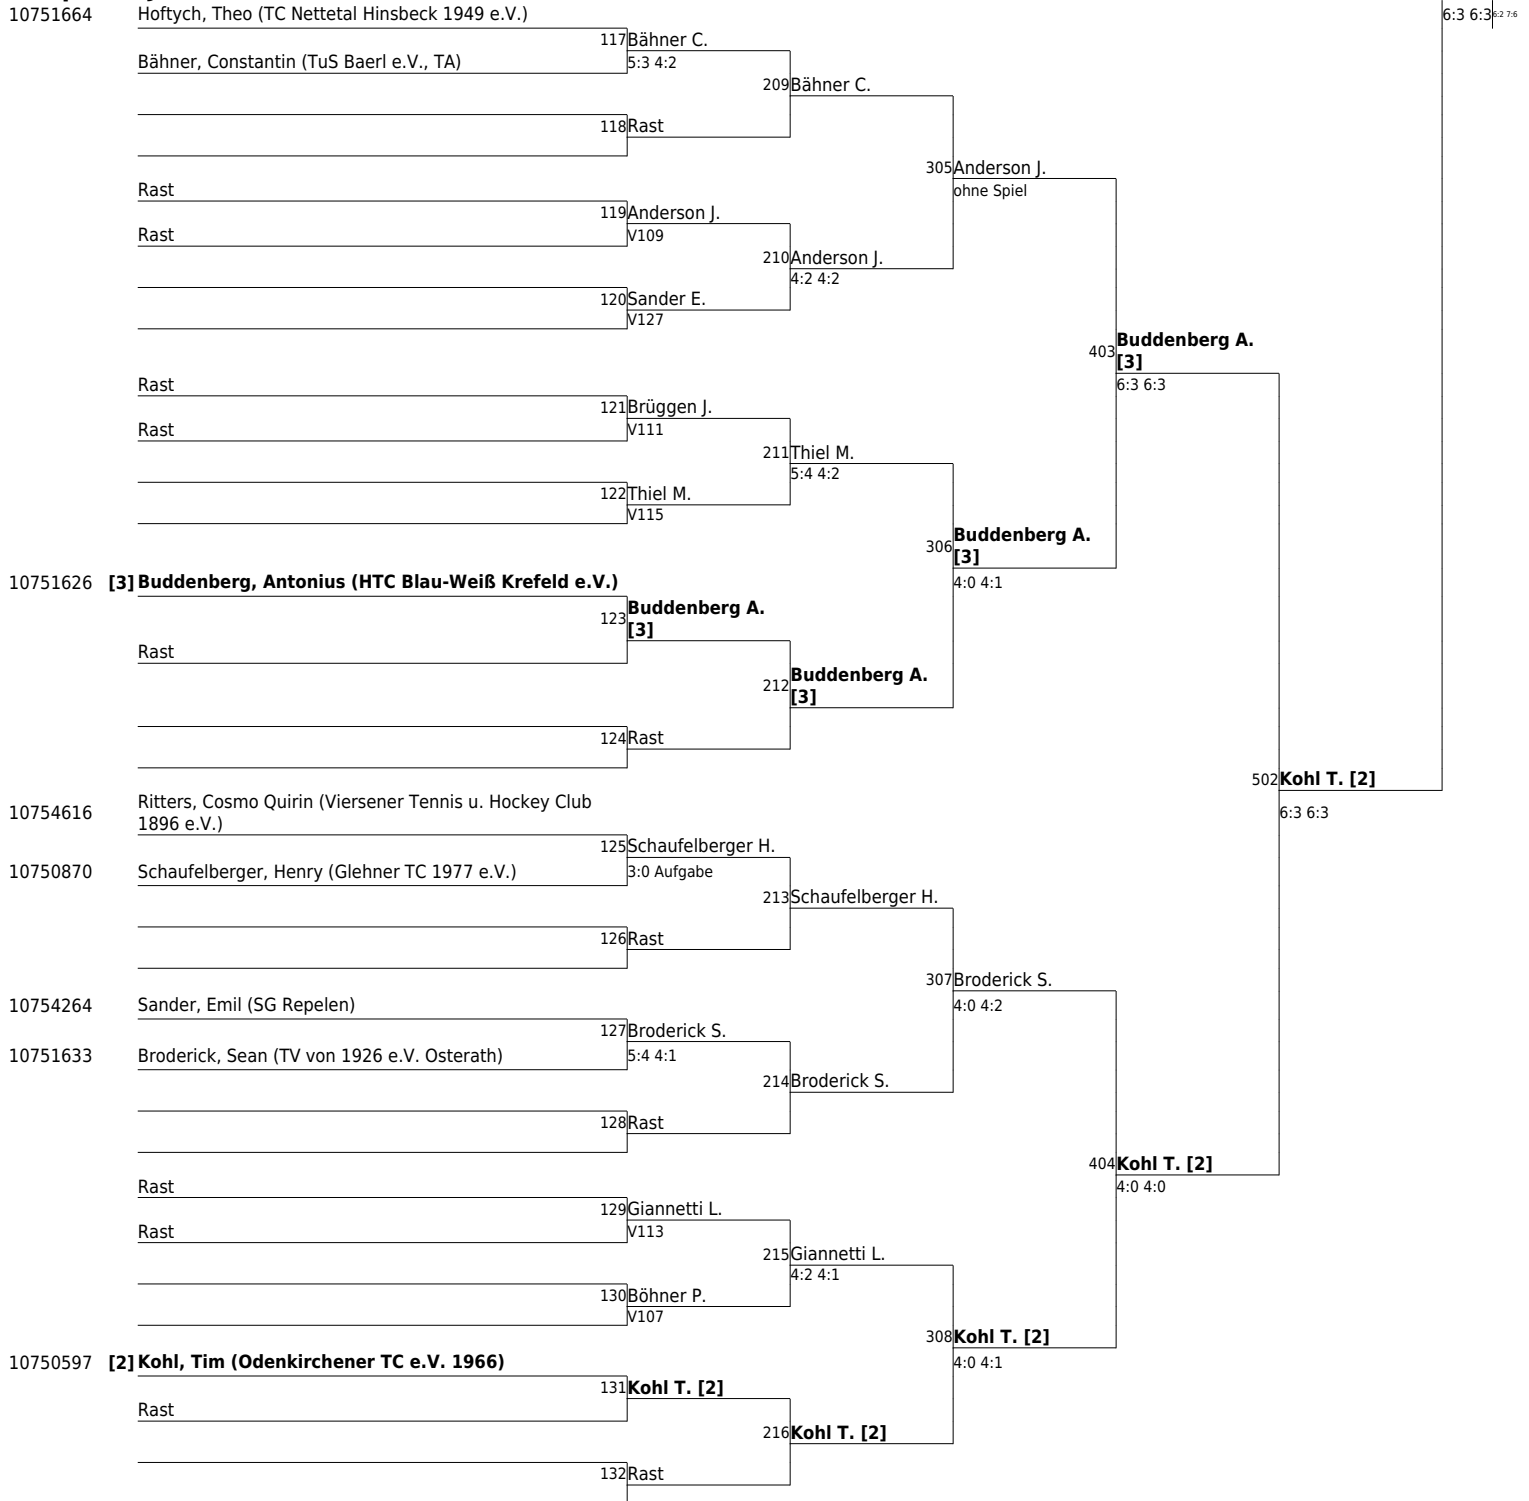 10751664 Hoftych, Theo (TC Nettetal Hinsbeck 1949 e.V.)
6:3 6:3
6:2 7:6
117 Bähner C.
Bähner, Constantin (TuS Baerl e.V., TA)
5:3 4:2
209 Bähner C.
118 Rast
305 Anderson J.
ohne Spiel
Rast
119 Anderson J.
Rast
V109
210 Anderson J.
4:2 4:2
120 Sander E.
V127
403 Buddenberg A.
[3]
6:3 6:3
Rast
121 Brüggen J.
Rast
V111
211 Thiel M.
5:4 4:2
122 Thiel M.
V115
306 Buddenberg A.
[3]
4:0 4:1
10751626 [3] Buddenberg, Antonius (HTC Blau-Weiß Krefeld e.V.)
123 Buddenberg A.
[3]
Rast
212 Buddenberg A.
[3]
124 Rast
502 Kohl T. [2]
6:3 6:3
10754616 Ritters, Cosmo Quirin (Viersener Tennis u. Hockey Club
1896 e.V.)
125 Schaufelberger H.
10750870 Schaufelberger, Henry (Glehner TC 1977 e.V.)
3:0 Aufgabe
213 Schaufelberger H.
126 Rast
307 Broderick S.
4:0 4:2
10754264 Sander, Emil (SG Repelen)
127 Broderick S.
10751633 Broderick, Sean (TV von 1926 e.V. Osterath)
5:4 4:1
214 Broderick S.
128 Rast
404 Kohl T. [2]
4:0 4:0
Rast
129 Giannetti L.
Rast
V113
215 Giannetti L.
4:2 4:1
130 Böhner P.
V107
308 Kohl T. [2]
4:0 4:1
10750597 [2] Kohl, Tim (Odenkirchener TC e.V. 1966)
131 Kohl T. [2]
Rast
216 Kohl T. [2]
132 Rast